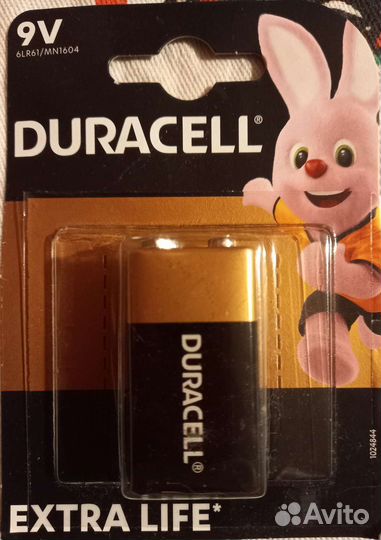 9V
6LR61/MN1604
DURACELL®
DURACELL®
1024844
EXTRA LIFE*
Avito